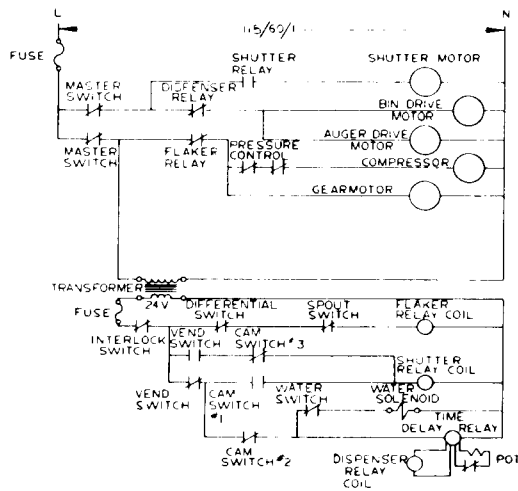 L
N
115/60/1
FUSE
SHUTTER
RELAY
SHUTTER MOTOR
MASTER
SWITCH
DISPENSER
RELAY
BIN DRIVE
MOTOR
AUGER DRIVE
MOTOR
MASTER
SWITCH
FLAKER
RELAY
PRESSURE
CONTROL
COMPRESSOR
GEARMOTOR
TRANSFORMER
24V
FUSE
DIFFERENTIAL
SWITCH
SPOUT
SWITCH
FLAKER
RELAY COIL
INTERLOCK
SWITCH
VEND
SWITCH
CAM
SWITCH #3
SHUTTER
RELAY COIL
VEND
SWITCH
CAM
SWITCH
#1
WATER
SWITCH
WATER
SOLENOID
TIME
DELAY RELAY
CAM
SWITCH #2
DISPENSER
RELAY
COIL
POT